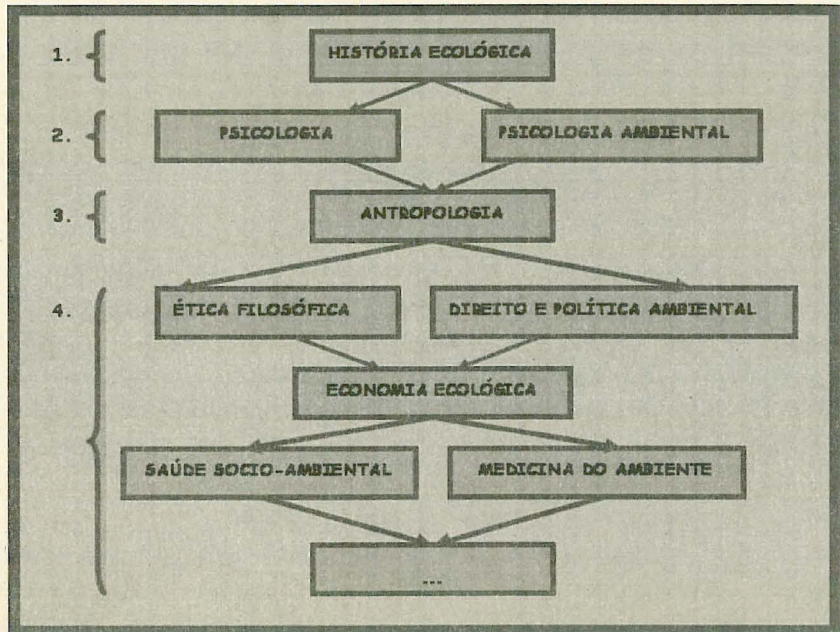 1. HISTÓRIA ECOLÓGICA
2. PSICOLOGIA PSICOLOGIA AMBIENTAL
3. ANTROPOLOGIA
4. ÉTICA FILOSÓFICA DIREITO E POLÍTICA AMBIENTAL
ECONOMIA ECOLÓGICA
SAÚDE SOCIO-AMBIENTAL MEDICINA DO AMBIENTE
...